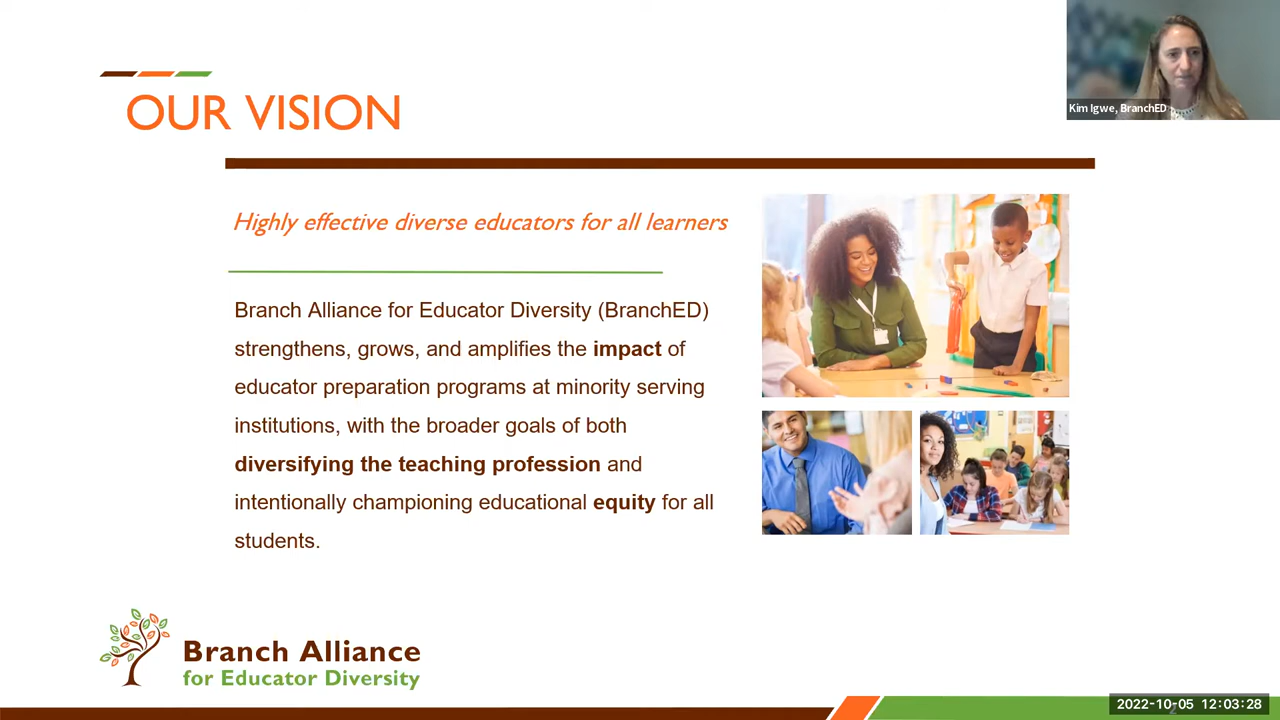 Kim Igwe, BranchED
OUR VISION
Highly effective diverse educators for all learners
Branch Alliance for Educator Diversity (BranchED)
strengthens, grows, and amplifies the impact of
educator preparation programs at minority serving
institutions, with the broader goals of both
diversifying the teaching profession and
intentionally championing educational equity for all
students.
Branch Alliance
for Educator Diversity
2022-10-05 12:03:28